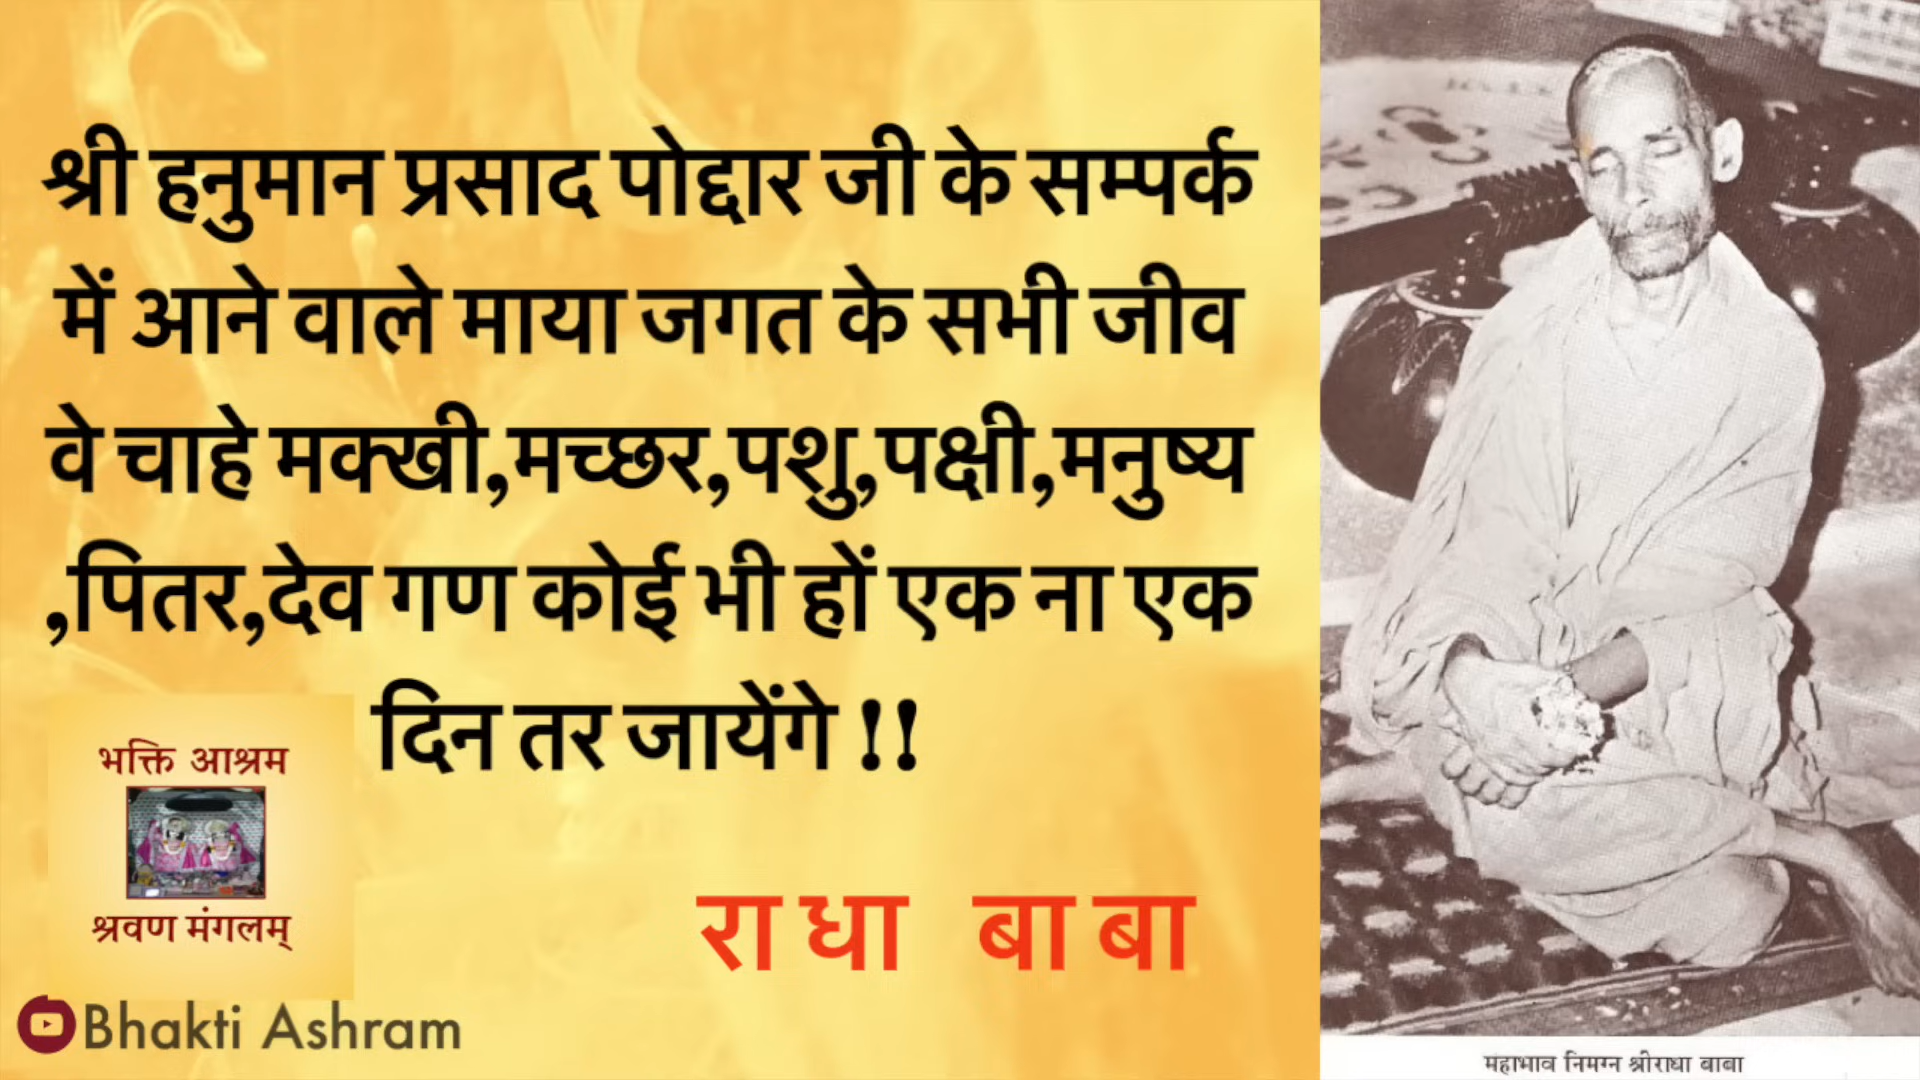 श्री हनुमान प्रसाद पोद्दार जी के सम्पर्क
में आने वाले माया जगत के सभी जीव
वे चाहे मक्खी,मच्छर,पशु,पक्षी,मनुष्य
,पितर,देव गण कोई भी हों एक ना एक
दिन तर जायेंगे !!
राधा बाबा
भक्ति आश्रम
श्रवण मंगलम्
Bhakti Ashram
महाभाव निमग्न श्रीराधा बाबा